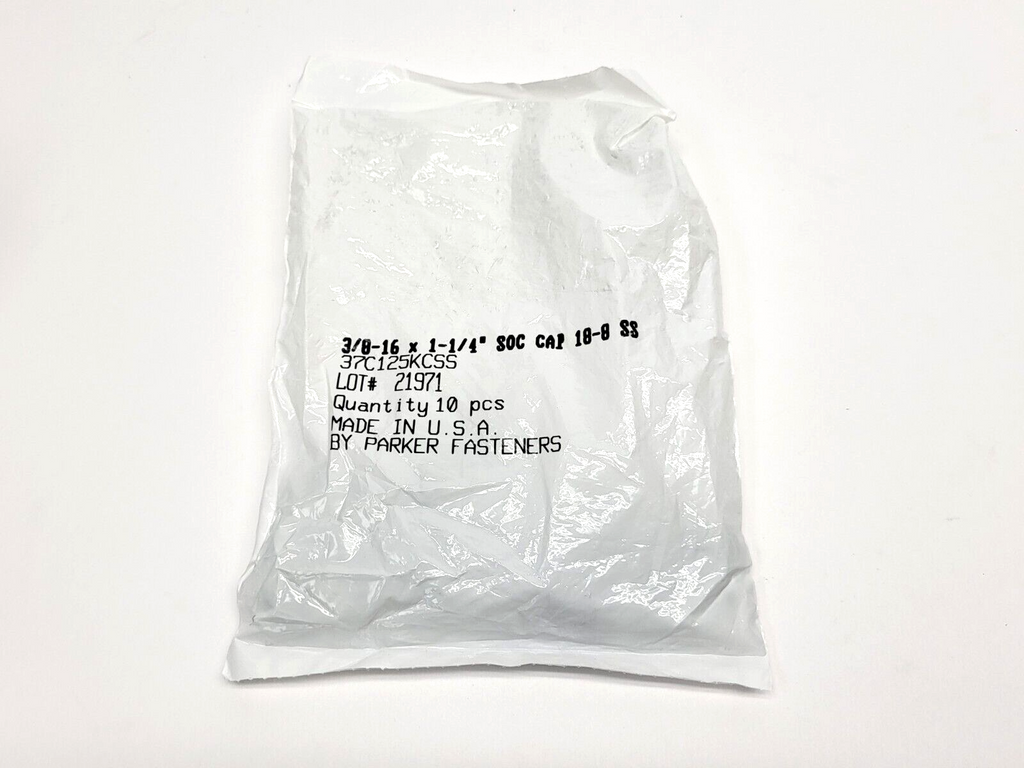 3/8-16 x 1-1/4" SOC CAP 18-8 SS
37C125KCSS
LOT# 21971
Quantity 10 pcs
MADE IN U.S.A.
BY PARKER FASTENERS